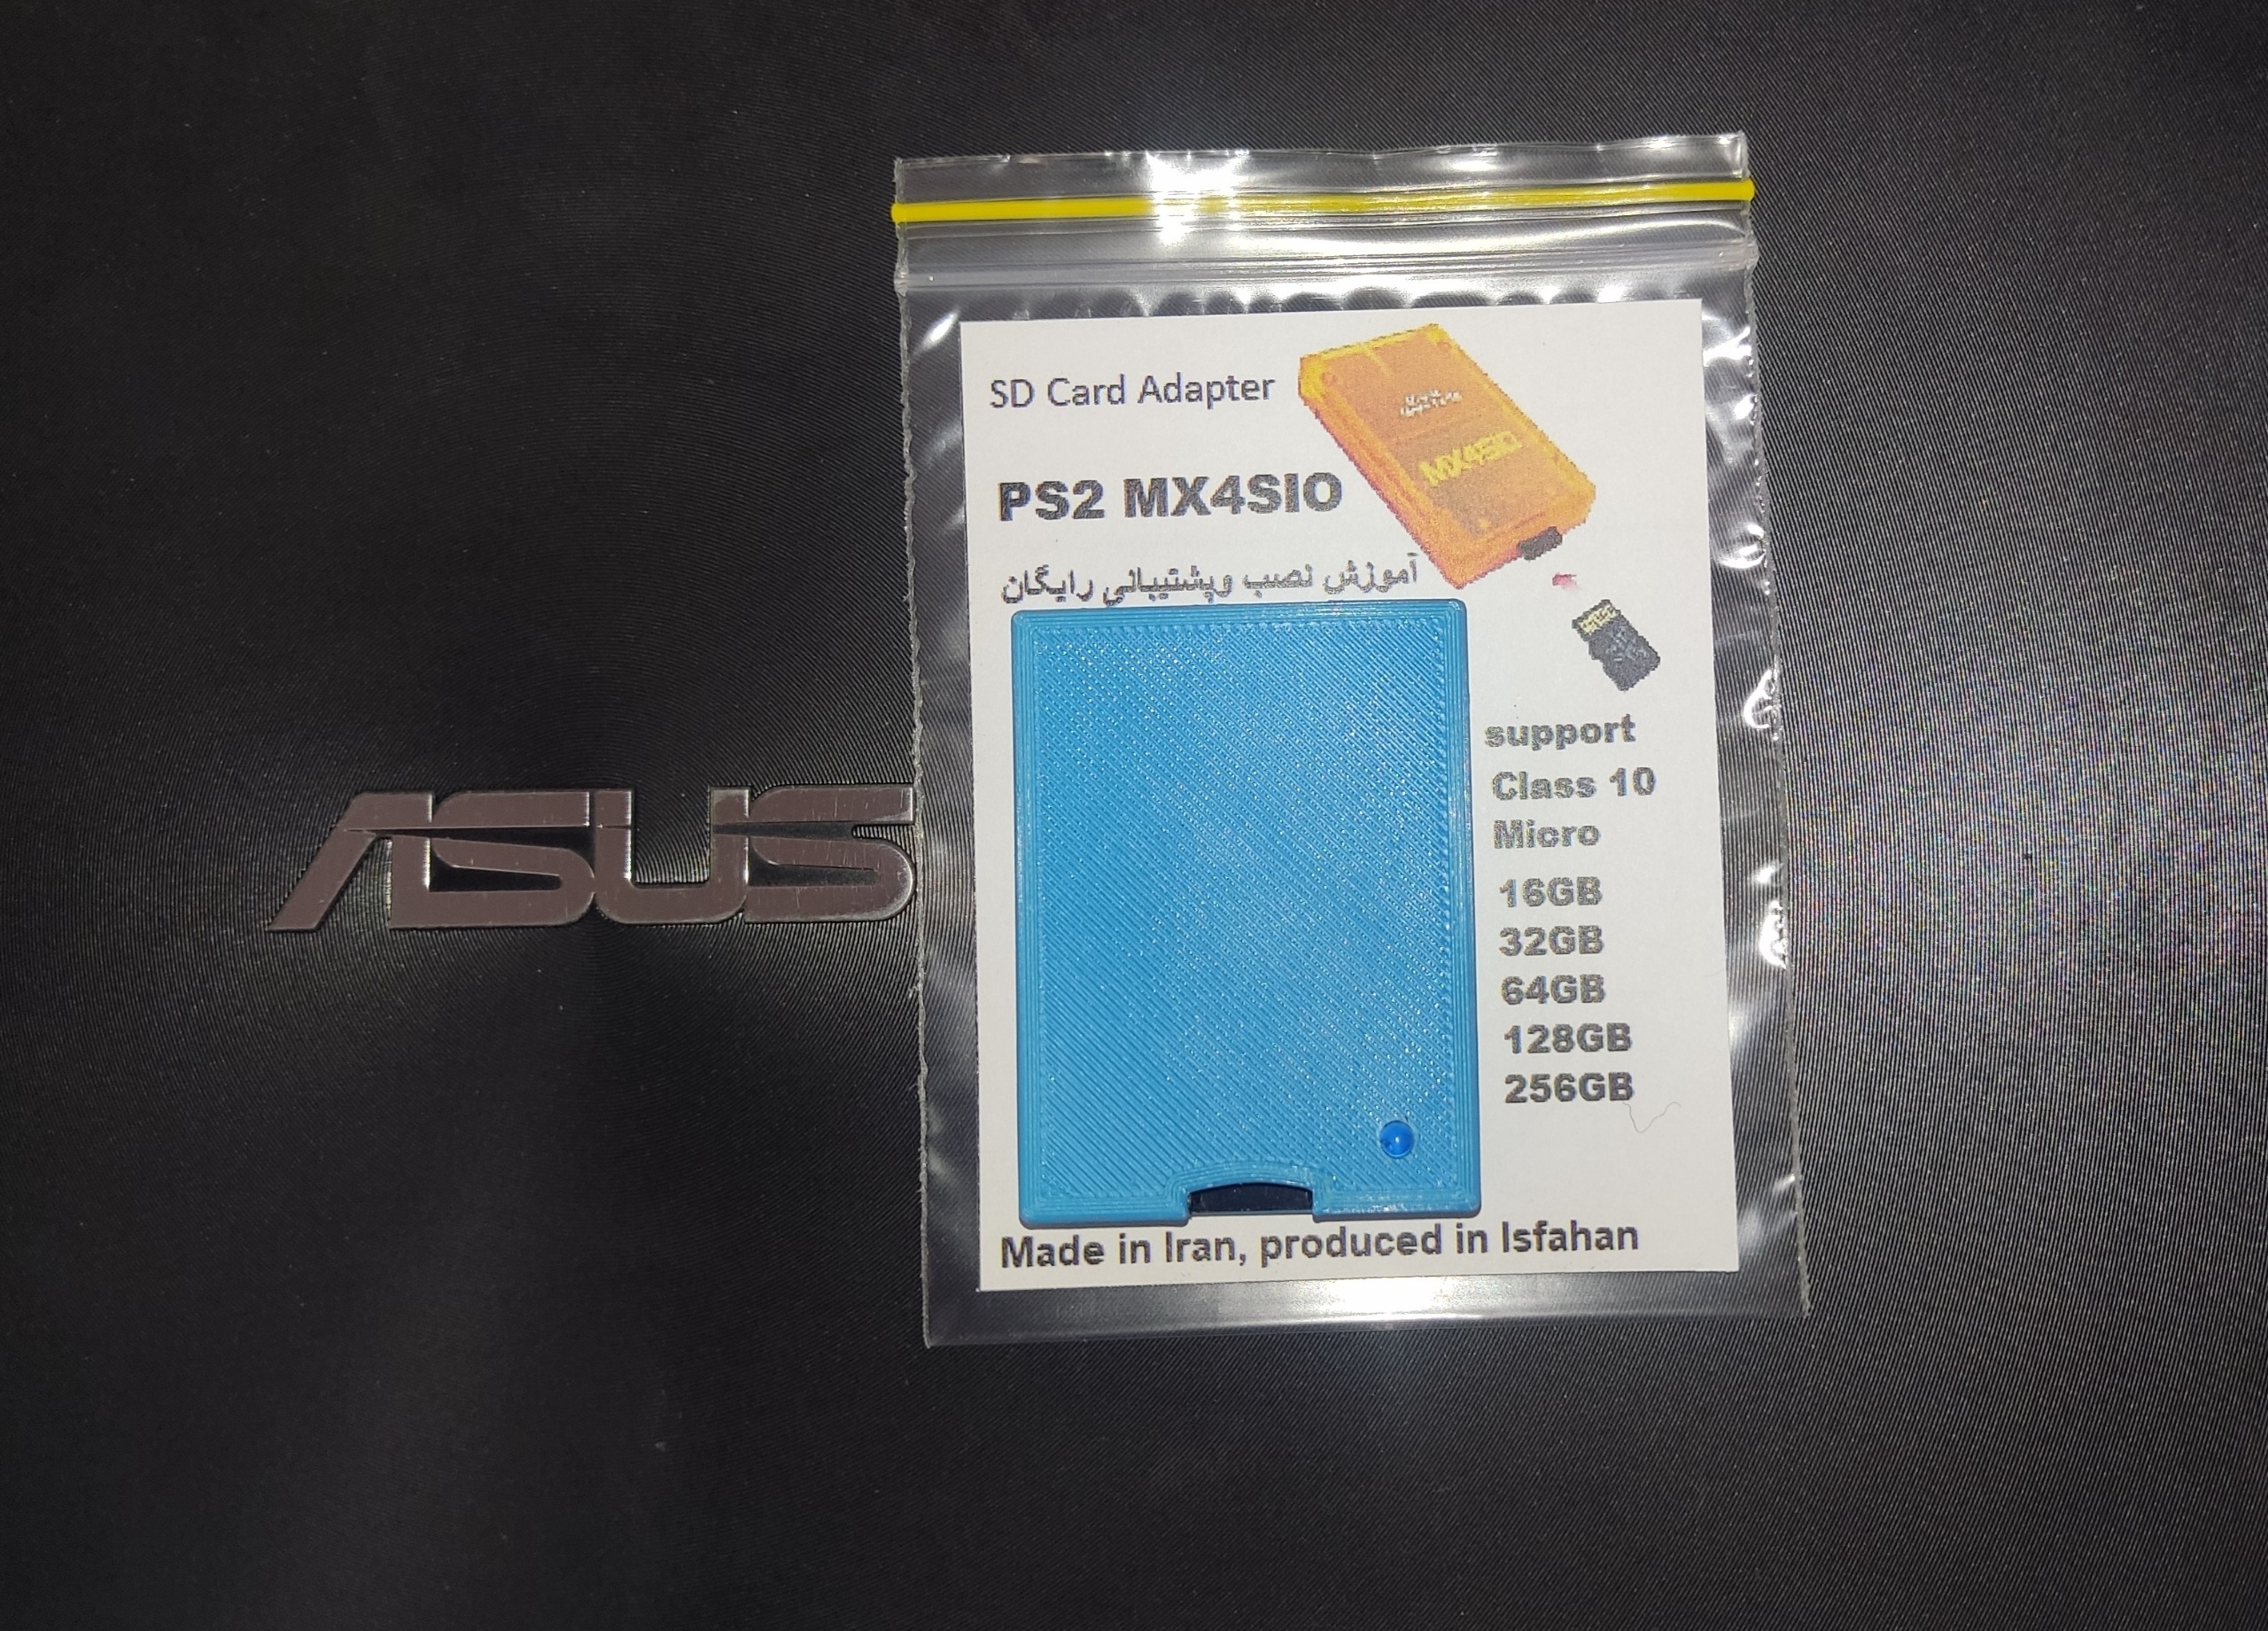 SD Card Adapter
MX4SIO
PS2 MX4SIO
آموزش نصب وپشتیبانی رایگان
support
Class 10
Micro
16GB
32GB
64GB
128GB
256GB
Made in Iran, produced in Isfahan
ASUS